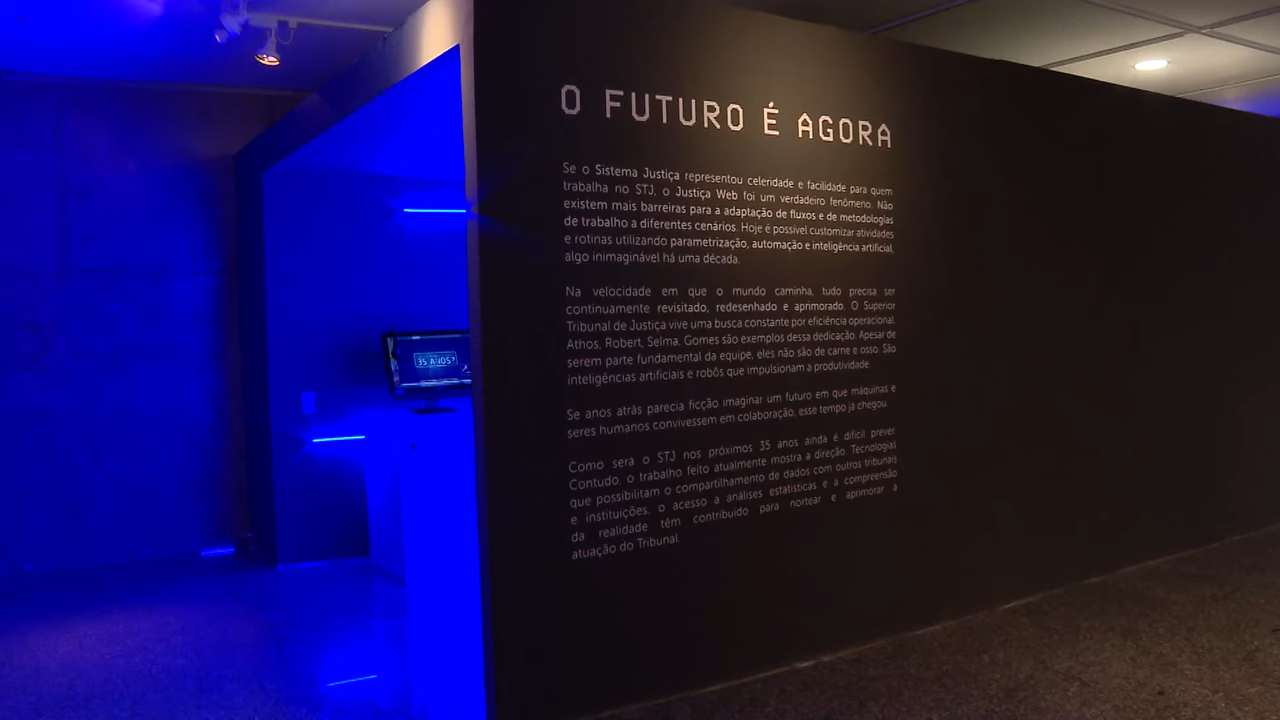 O FUTURO É AGORA
Se o Sistema Justiça representou celeridade e facilidade para quem
trabalha no STJ, o Justiça Web foi um verdadeiro fenômeno. Não
existem mais barreiras para a adaptação de fluxos e de metodologias
de trabalho a diferentes cenários. Hoje é possível customizar atividades
e rotinas utilizando parametrização, automação e inteligência artificial,
algo inimaginável há uma década.
Na velocidade em que o mundo caminha, tudo precisa ser
continuamente revisitado, redesenhado e aprimorado. O Superior
Tribunal de Justiça vive uma busca constante por eficiência operacional.
Athos, Robert, Selma, Gomes são exemplos dessa dedicação. Apesar de
serem parte fundamental da equipe, eles não são de carne e osso. São
inteligências artificiais e robôs que impulsionam a produtividade.
Se anos atrás parecia ficção imaginar um futuro em que máquinas e
seres humanos convivessem em colaboração, esse tempo já chegou.
Como será o STJ nos próximos 35 anos ainda é difícil prever.
Contudo, o trabalho feito atualmente mostra a direção. Tecnologias
que possibilitam o compartilhamento de dados com outros tribunais
e instituições, o acesso a análises estatísticas e a compreensão
da realidade têm contribuído para nortear e aprimorar a
atuação do Tribunal.
35 ANOS?